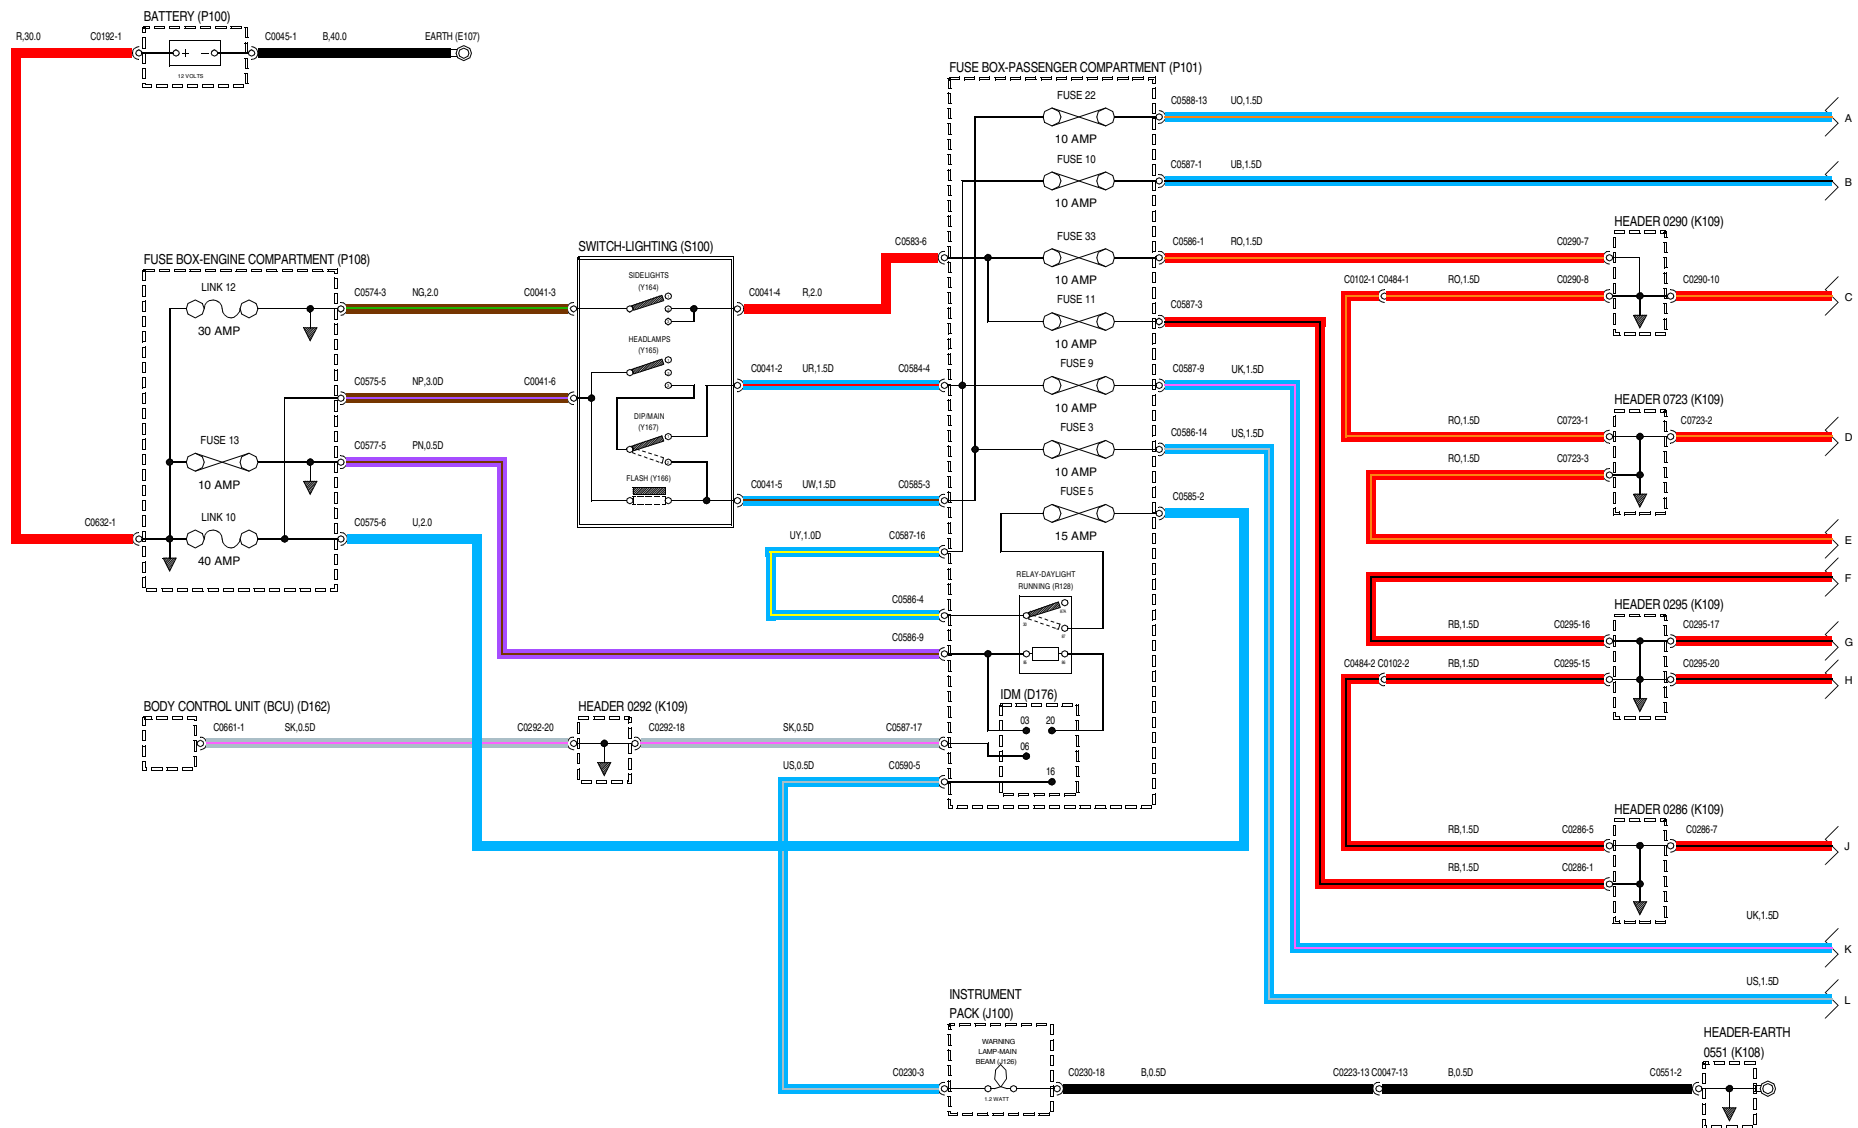 BATTERY (P100)
R,30.0
C0192-1
+ -
12 VOLTS
C0045-1
B,40.0
EARTH (E107)
FUSE BOX-ENGINE COMPARTMENT (P108)
LINK 12
30 AMP
FUSE 13
10 AMP
LINK 10
40 AMP
C0632-1
C0574-3
NG,2.0
C0041-3
C0575-5
NP,3.0D
C0041-6
C0577-5
PN,0.5D
C0575-6
U,2.0
SWITCH-LIGHTING (S100)
SIDELIGHTS
(Y164)
HEADLAMPS
(Y165)
DIP/MAIN
(Y167)
FLASH (Y166)
C0041-4
R,2.0
C0583-6
C0041-2
UR,1.5D
C0584-4
C0041-5
UW,1.5D
C0585-3
UY,1.0D
C0587-16
C0586-4
C0586-9
FUSE BOX-PASSENGER COMPARTMENT (P101)
FUSE 22
10 AMP
FUSE 10
10 AMP
FUSE 33
10 AMP
FUSE 11
10 AMP
FUSE 9
10 AMP
FUSE 3
10 AMP
FUSE 5
15 AMP
RELAY-DAYLIGHT
RUNNING (R128)
IDM (D176)
03
20
06
16
BODY CONTROL UNIT (BCU) (D162)
C0661-1
SK,0.5D
C0292-20
HEADER 0292 (K109)
C0292-18
SK,0.5D
C0587-17
US,0.5D
C0590-5
C0588-13
UO,1.5D
A
C0587-1
UB,1.5D
B
C0586-1
RO,1.5D
C0290-7
HEADER 0290 (K109)
C0587-3
C0102-1 C0484-1
RO,1.5D
C0290-8
C0290-10
C
C0587-9
UK,1.5D
C0586-14
US,1.5D
C0585-2
HEADER 0723 (K109)
RO,1.5D
C0723-1
C0723-2
D
RO,1.5D
C0723-3
E
F
HEADER 0295 (K109)
RB,1.5D
C0295-16
C0295-17
G
C0484-2 C0102-2
RB,1.5D
C0295-15
C0295-20
H
HEADER 0286 (K109)
RB,1.5D
C0286-5
C0286-7
J
RB,1.5D
C0286-1
UK,1.5D
K
US,1.5D
L
INSTRUMENT
PACK (J100)
WARNING
LAMP-MAIN
BEAM (J126)
1.2 WATT
C0230-3
C0230-18
B,0.5D
C0223-13 C0047-13
B,0.5D
C0551-2
HEADER-EARTH
0551 (K108)